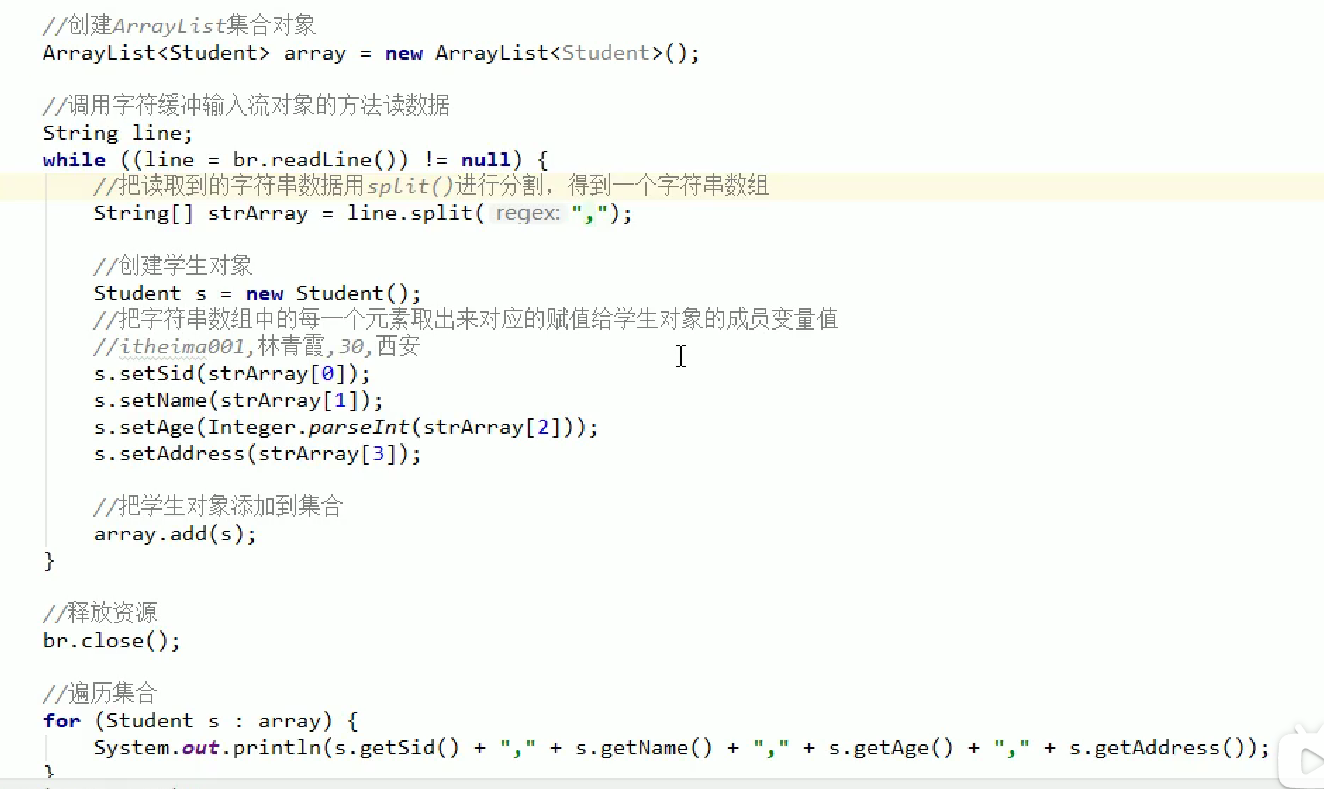 //创建ArrayList集合对象
ArrayList<Student> array = new ArrayList<Student>();
//调用字符缓冲输入流对象的方法读数据
String line;
while ((line = br.readLine()) != null) {
//把读取到的字符串数据用split()进行分割，得到一个字符串数组
String[] strArray = line.split( regex: ",");
//创建学生对象
Student s = new Student();
//把字符串数组中的每一个元素取出来对应的赋值给学生对象的成员变量值
//itheima001,林青霞,30,西安
s.setSid(strArray[0]);
s.setName(strArray[1]);
s.setAge(Integer.parseInt(strArray[2]));
s.setAddress(strArray[3]);
//把学生对象添加到集合
array.add(s);
}
//释放资源
br.close();
//遍历集合
for (Student s : array) {
System.out.println(s.getSid() + "," + s.getName() + "," + s.getAge() + "," + s.getAddress());
}